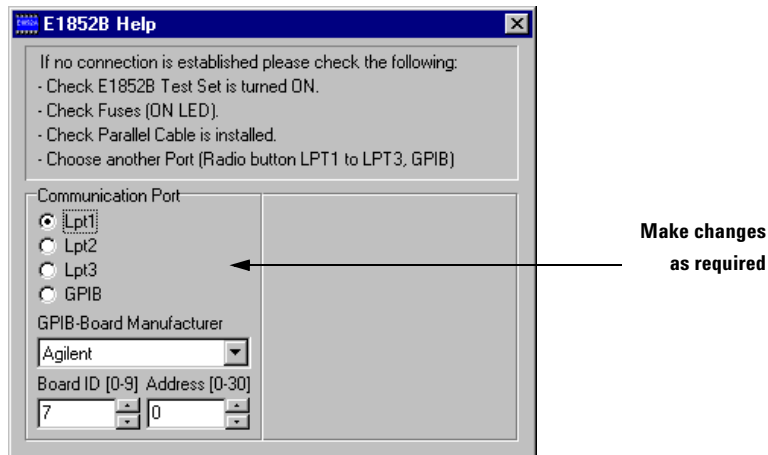 E1852B Help
If no connection is established please check the following:
- Check E1852B Test Set is turned ON.
- Check Fuses (ON LED).
- Check Parallel Cable is installed.
- Choose another Port (Radio button LPT1 to LPT3, GPIB)
Communication Port
Lpt1
Lpt2
Lpt3
GPIB
GPIB-Board Manufacturer
Agilent
Board ID [0-9] Address [0-30]
7 0
Make changes
as required